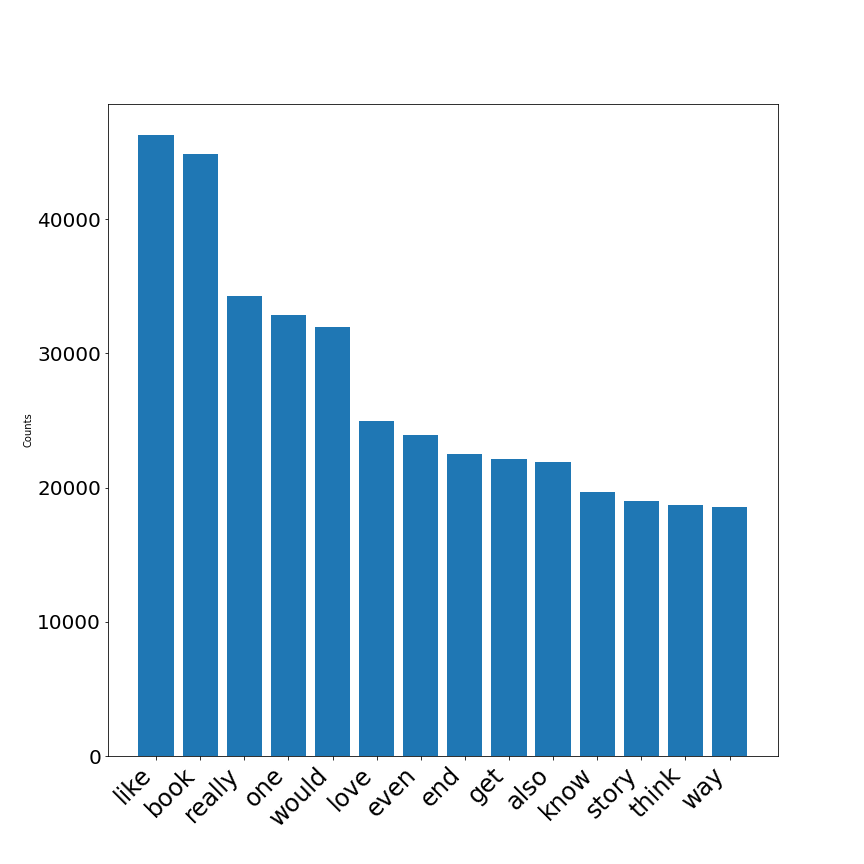 40000
30000
20000
10000
0
Counts
like
book
really
one
would
love
even
end
get
also
know
story
think
way